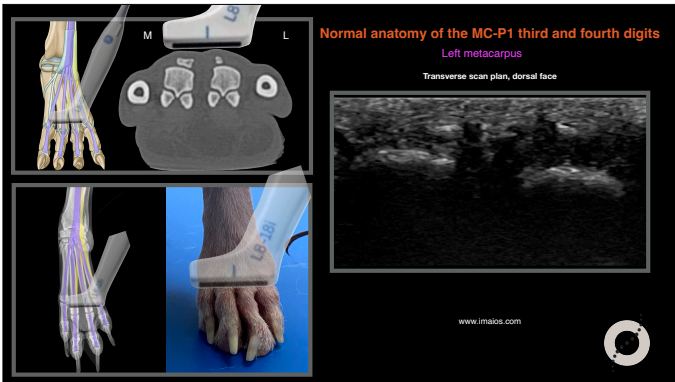 M
L8
L
Normal anatomy of the MC-P1 third and fourth digits
Left metacarpus
Transverse scan plan, dorsal face
L8-18i
www.imaios.com